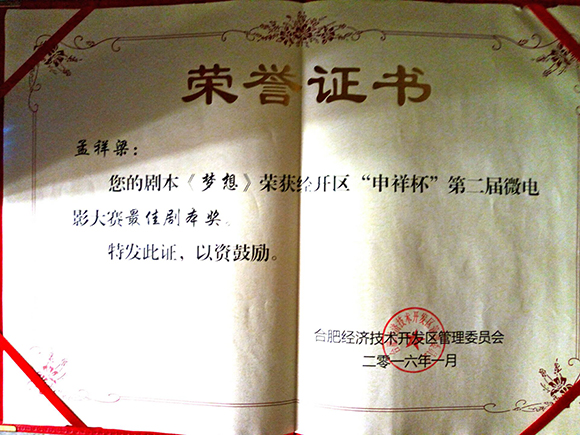 荣誉证书
孟祥梁：
您的剧本《梦想》荣获经开区“申祥杯”第二届微电
影大赛最佳剧本奖。
特发此证，以资鼓励。
合肥经济技术开发区管理委员会
二零一六年一月